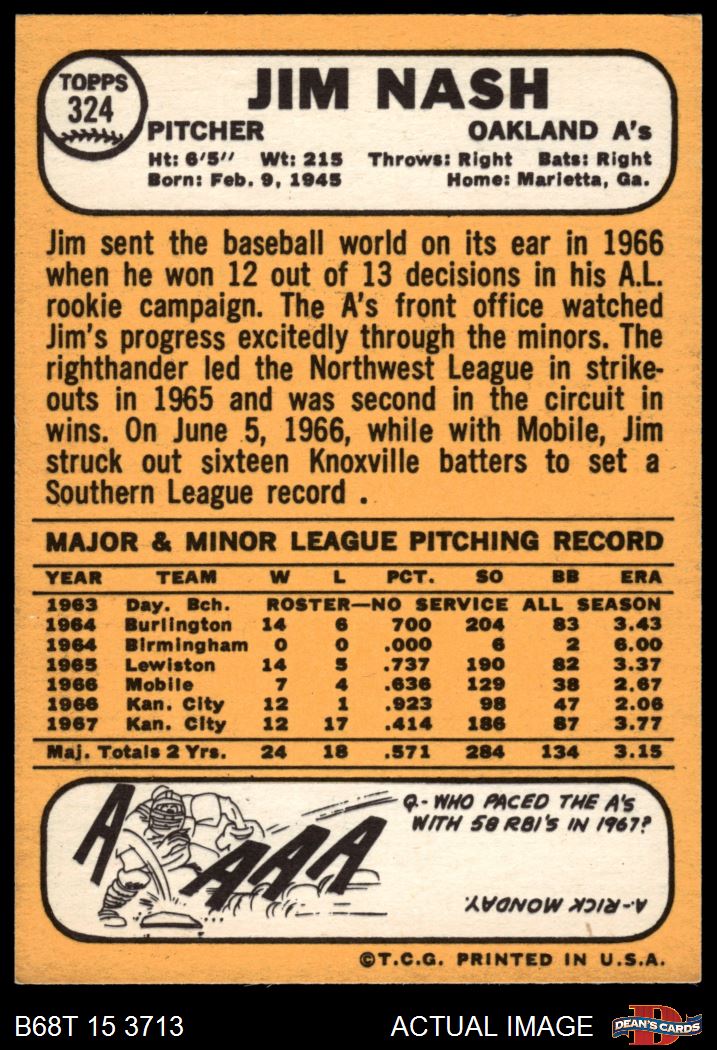 TOPPS
324
JIM NASH
PITCHER OAKLAND A's
Ht: 6'5'' Wt: 215 Throws: Right Bats: Right
Born: Feb. 9, 1945 Home: Marietta, Ga.
Jim sent the baseball world on its ear in 1966
when he won 12 out of 13 decisions in his A.L.
rookie campaign. The A's front office watched
Jim's progress excitedly through the minors. The
righthander led the Northwest League in strike-
outs in 1965 and was second in the circuit in
wins. On June 5, 1966, while with Mobile, Jim
struck out sixteen Knoxville batters to set a
Southern League record .
MAJOR & MINOR LEAGUE PITCHING RECORD
YEAR TEAM W L PCT. SO BB ERA
1963 Day. Bch. ROSTER—NO SERVICE ALL SEASON
1964 Burlington 14 6 700 204 83 3.43
1964 Birmingham 0 0 .000 6 2 6.00
1965 Lewiston 14 5 .737 190 82 3.37
1966 Mobile 7 4 .636 129 38 2.67
1966 Kan. City 12 1 .923 98 47 2.06
1967 Kan. City 12 17 .414 186 87 3.77
Maj. Totals 2 Yrs. 24 18 .571 284 134 3.15
A AAA
Q.- WHO PACED THE A'S
WITH 58 RBI'S IN 1967?
A.- RICK MONDAY.
©T.C.G. PRINTED IN U.S.A.
B68T 15 3713 ACTUAL IMAGE D DEAN'S CARDS